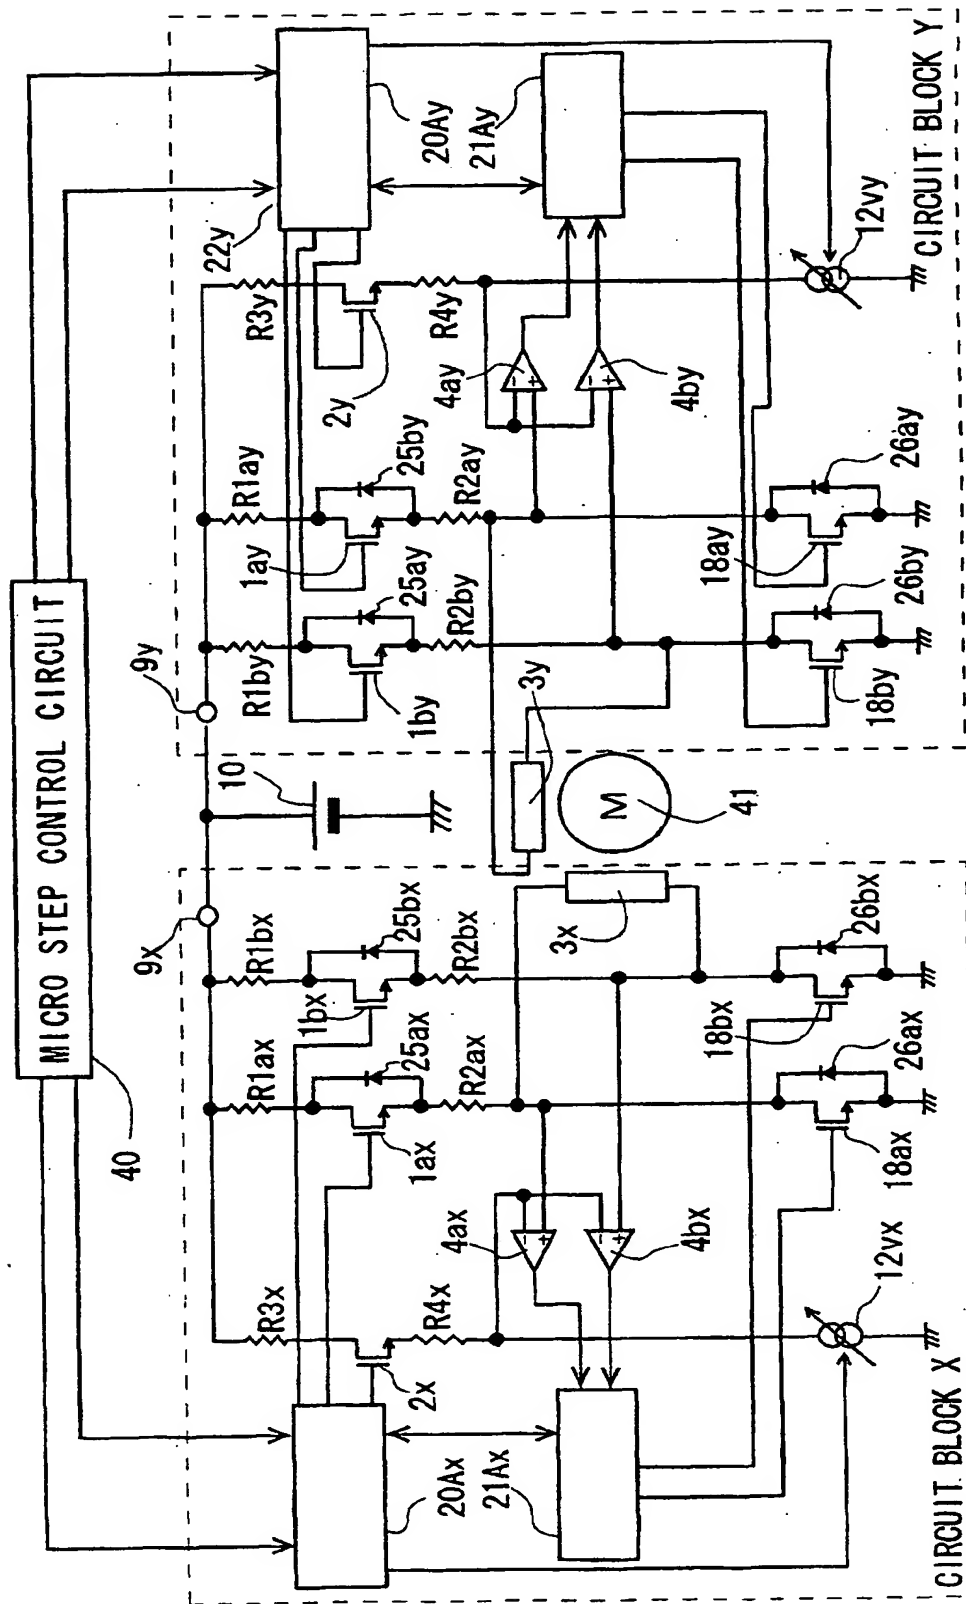 MICRO STEP CONTROL CIRCUIT
40
CIRCUIT BLOCK Y
20Ay
21Ay
22y
R3y
2y
R4y
4ay
4by
12vy
R1ay
25by
1ay
R2ay
18ay
26ay
R1by
25ay
1by
R2by
18by
26by
9y
10
3y
M
41
9x
3x
R1bx
25bx
1bx
R2bx
18bx
26bx
R1ax
25ax
1ax
R2ax
18ax
26ax
4ax
4bx
R3x
2x
R4x
12vx
20Ax
21Ax
CIRCUIT BLOCK X
- +
- +
- +
- +